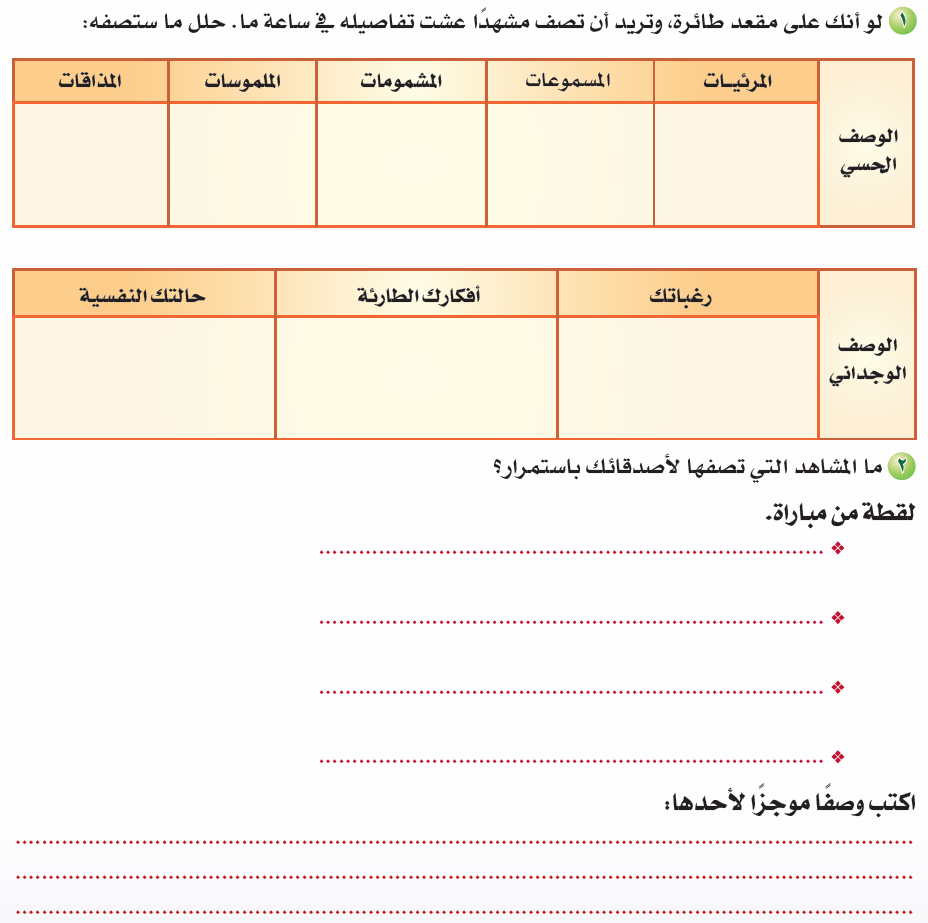 ١ لو أنك على مقعد طائرة، وتريد أن تصف مشهدًا عشت تفاصيله في ساعة ما. حلل ما ستصفه:
الوصف الحسي
المرئيـات المسموعات المشمومات الملموسات المذاقات
الوصف الوجداني
رغباتك أفكارك الطارئة حالتك النفسية
٢ ما المشاهد التي تصفها لأصدقائك باستمرار؟
لقطة من مباراة.
❖ ................................................................
❖ ................................................................
❖ ................................................................
❖ ................................................................
اكتب وصفًا موجزًا لأحدها:
................................................................
................................................................
................................................................